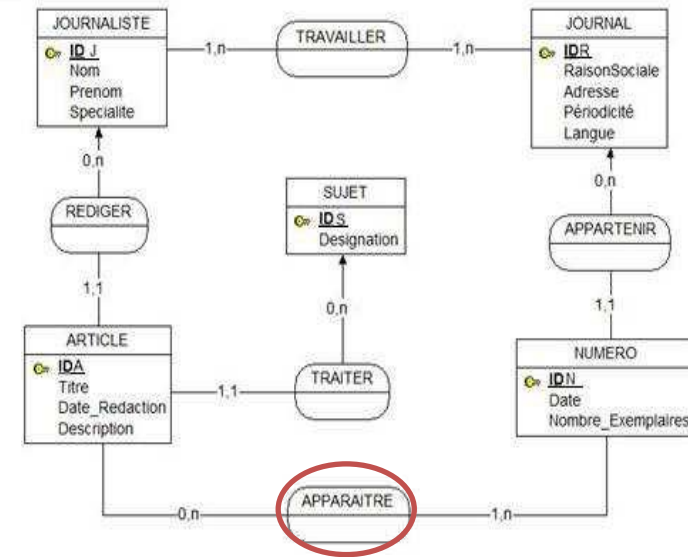 JOURNALISTE
ID J
Nom
Prenom
Specialite
1,n
TRAVAILLER
1,n
JOURNAL
IDR
RaisonSociale
Adresse
Périodicité
Langue
0,n
REDIGER
1,1
SUJET
ID S
Designation
0,n
APPARTENIR
1,1
0,n
TRAITER
1,1
ARTICLE
IDA
Titre
Date_Redaction
Description
NUMERO
IDN
Date
Nombre_Exemplaires
0,n
APPARAITRE
1,n